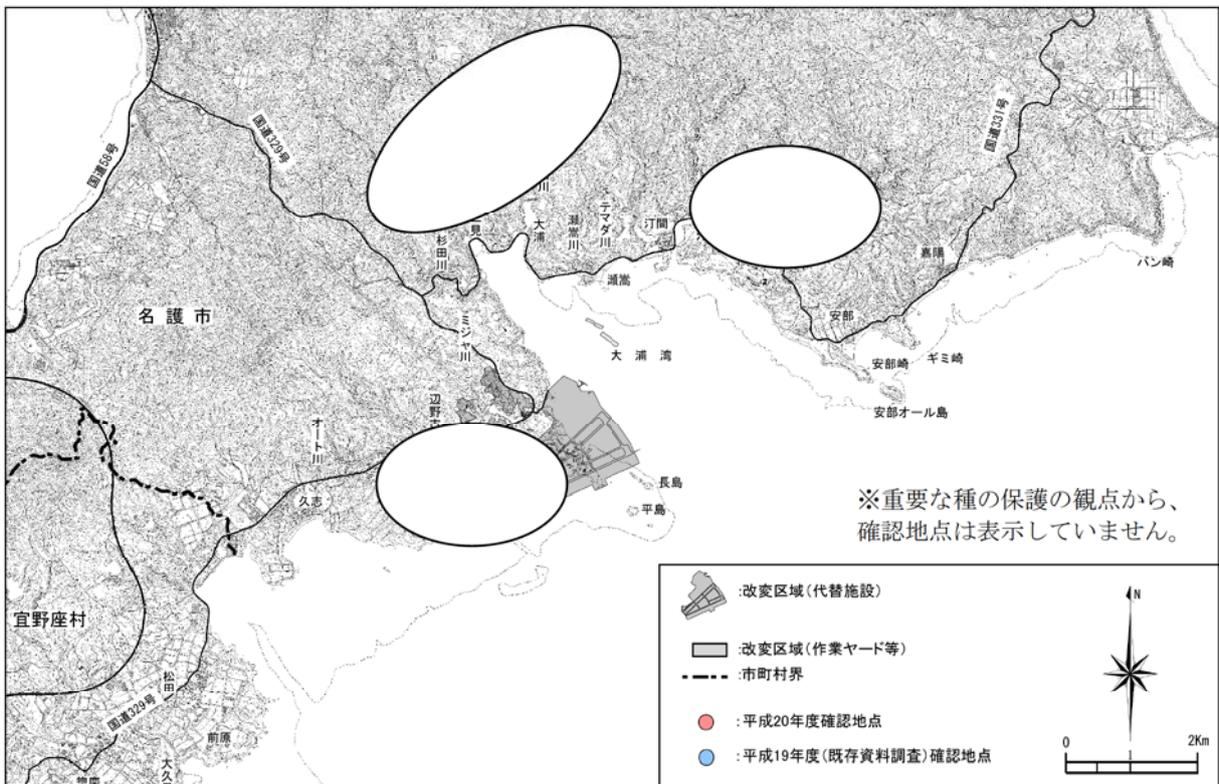 国道58号
国道329号
国道331号
名護市
杉田川
見
川
大浦
瀬嵩川
テマダ川
汀間
瀬嵩
嘉陽
バン崎
安部
安部崎
ギミ崎
安部オール島
大浦湾
ミジャ川
辺野古
オート川
久志
長島
平島
宜野座村
松田
国道329号
前原
※重要な種の保護の観点から、
確認地点は表示していません。
:改変区域(代替施設)
:改変区域(作業ヤード等)
:市町村界
:平成20年度確認地点
:平成19年度(既存資料調査)確認地点
N
0 1 2Km